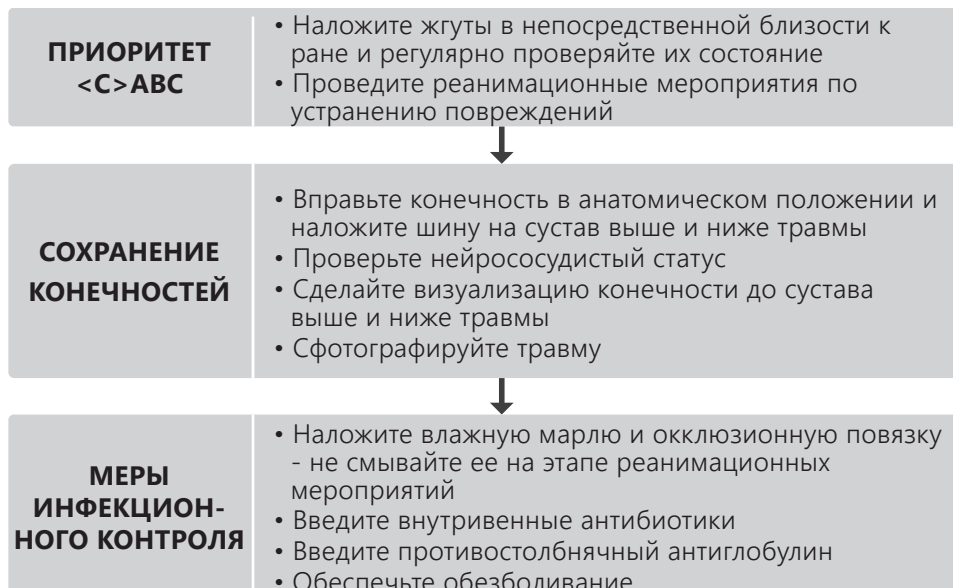 ПРИОРИТЕТ
<C>ABC
• Наложите жгуты в непосредственной близости к
ране и регулярно проверяйте их состояние
• Проведите реанимационные мероприятия по
устранению повреждений
СОХРАНЕНИЕ
КОНЕЧНОСТЕЙ
• Вправьте конечность в анатомическом положении и
наложите шину на сустав выше и ниже травмы
• Проверьте нейрососудистый статус
• Сделайте визуализацию конечности до сустава
выше и ниже травмы
• Сфотографируйте травму
МЕРЫ
ИНФЕКЦИОН-
НОГО КОНТРОЛЯ
• Наложите влажную марлю и окклюзионную повязку
- не смывайте ее на этапе реанимационных
мероприятий
• Введите внутривенные антибиотики
• Введите противостолбнячный антиглобулин
• Обеспечьте обезболивание